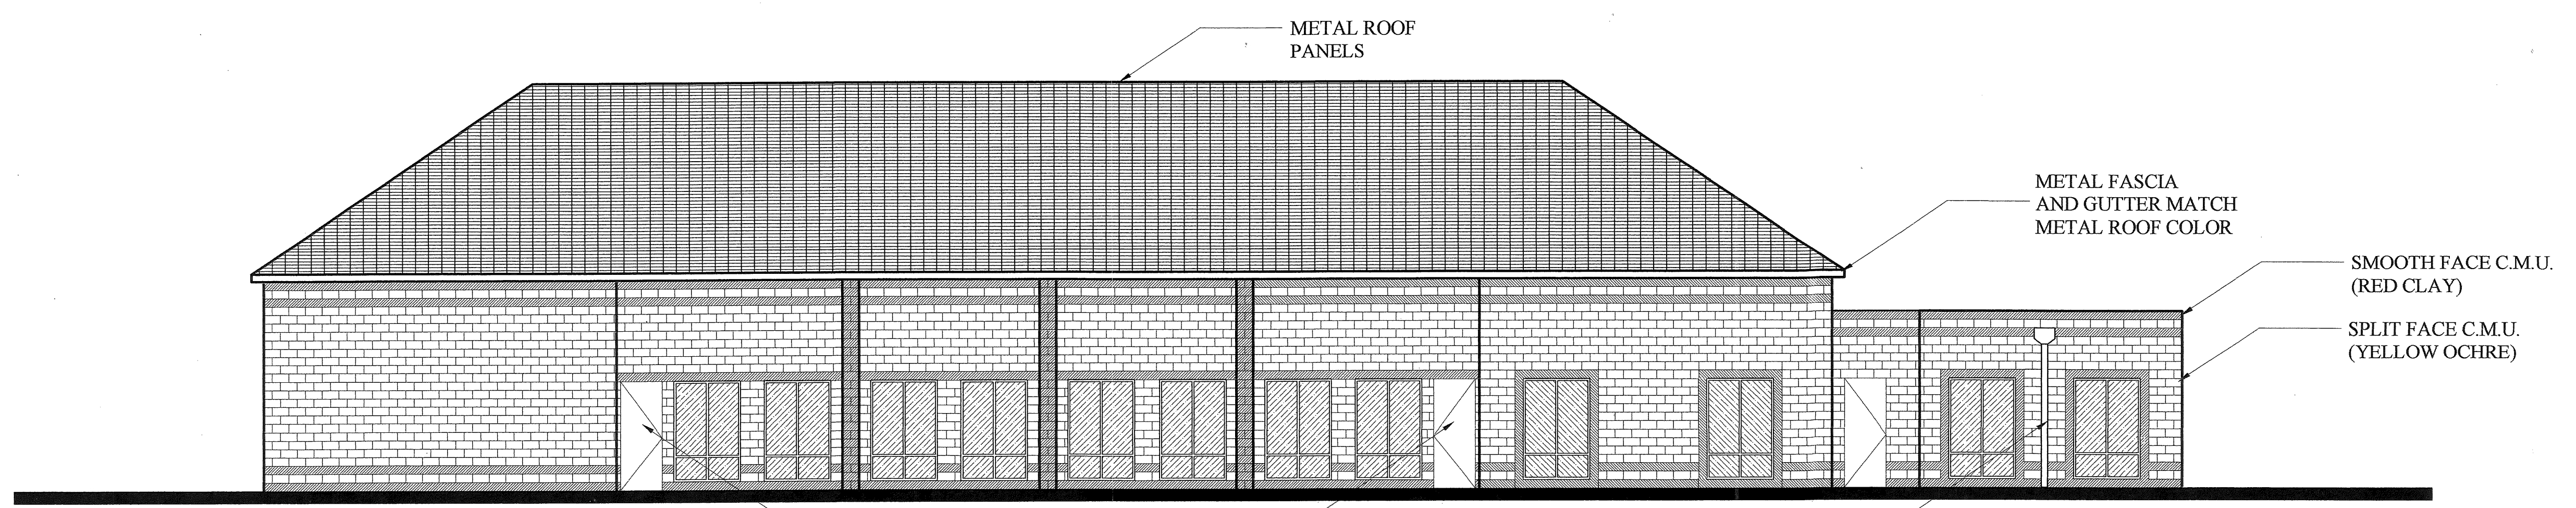 METAL ROOF
PANELS
METAL FASCIA
AND GUTTER MATCH
METAL ROOF COLOR
SMOOTH FACE C.M.U.
(RED CLAY)
SPLIT FACE C.M.U.
(YELLOW OCHRE)